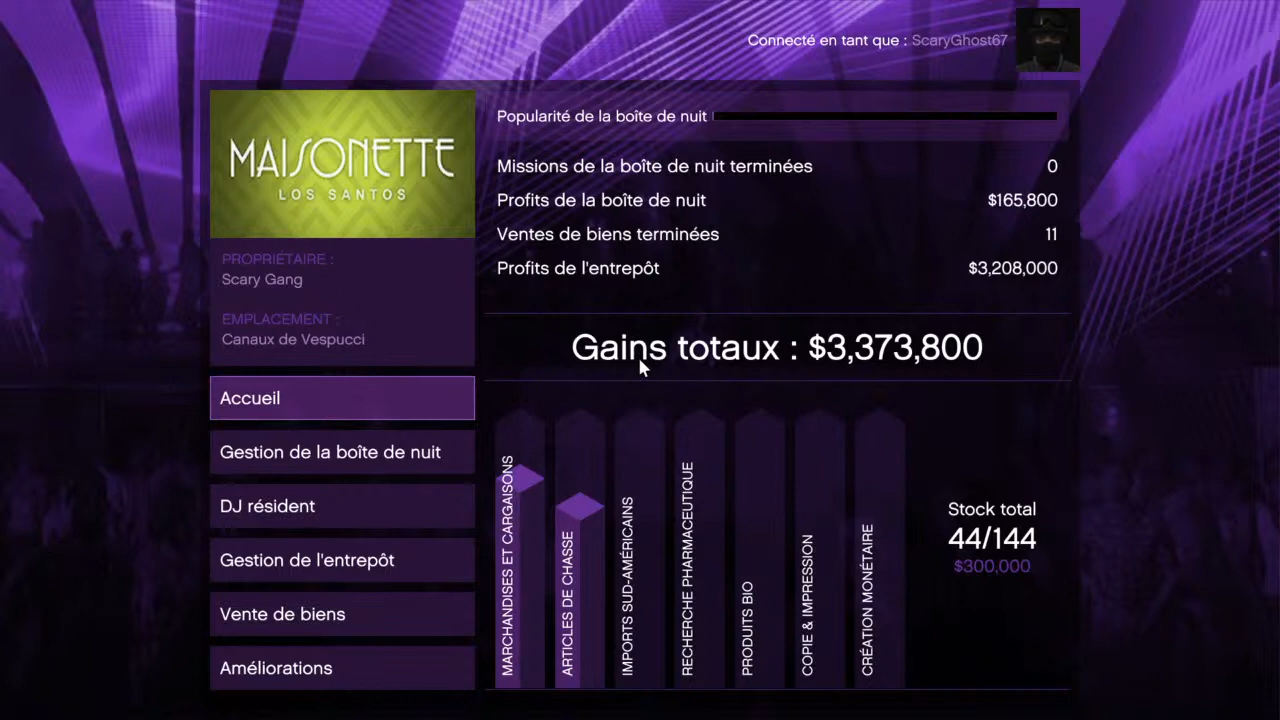 Connecté en tant que : ScaryGhost67
MAISONETTE
LOS SANTOS
PROPRIÉTAIRE :
Scary Gang
EMPLACEMENT :
Canaux de Vespucci
Accueil
Gestion de la boîte de nuit
DJ résident
Gestion de l'entrepôt
Vente de biens
Améliorations
Popularité de la boîte de nuit
Missions de la boîte de nuit terminées 0
Profits de la boîte de nuit $165,800
Ventes de biens terminées 11
Profits de l'entrepôt $3,208,000
Gains totaux : $3,373,800
MARCHANDISES ET CARGAISONS
ARTICLES DE CHASSE
IMPORTS SUD-AMÉRICAINS
RECHERCHE PHARMACEUTIQUE
PRODUITS BIO
COPIE & IMPRESSION
CRÉATION MONÉTAIRE
Stock total
44/144
$300,000